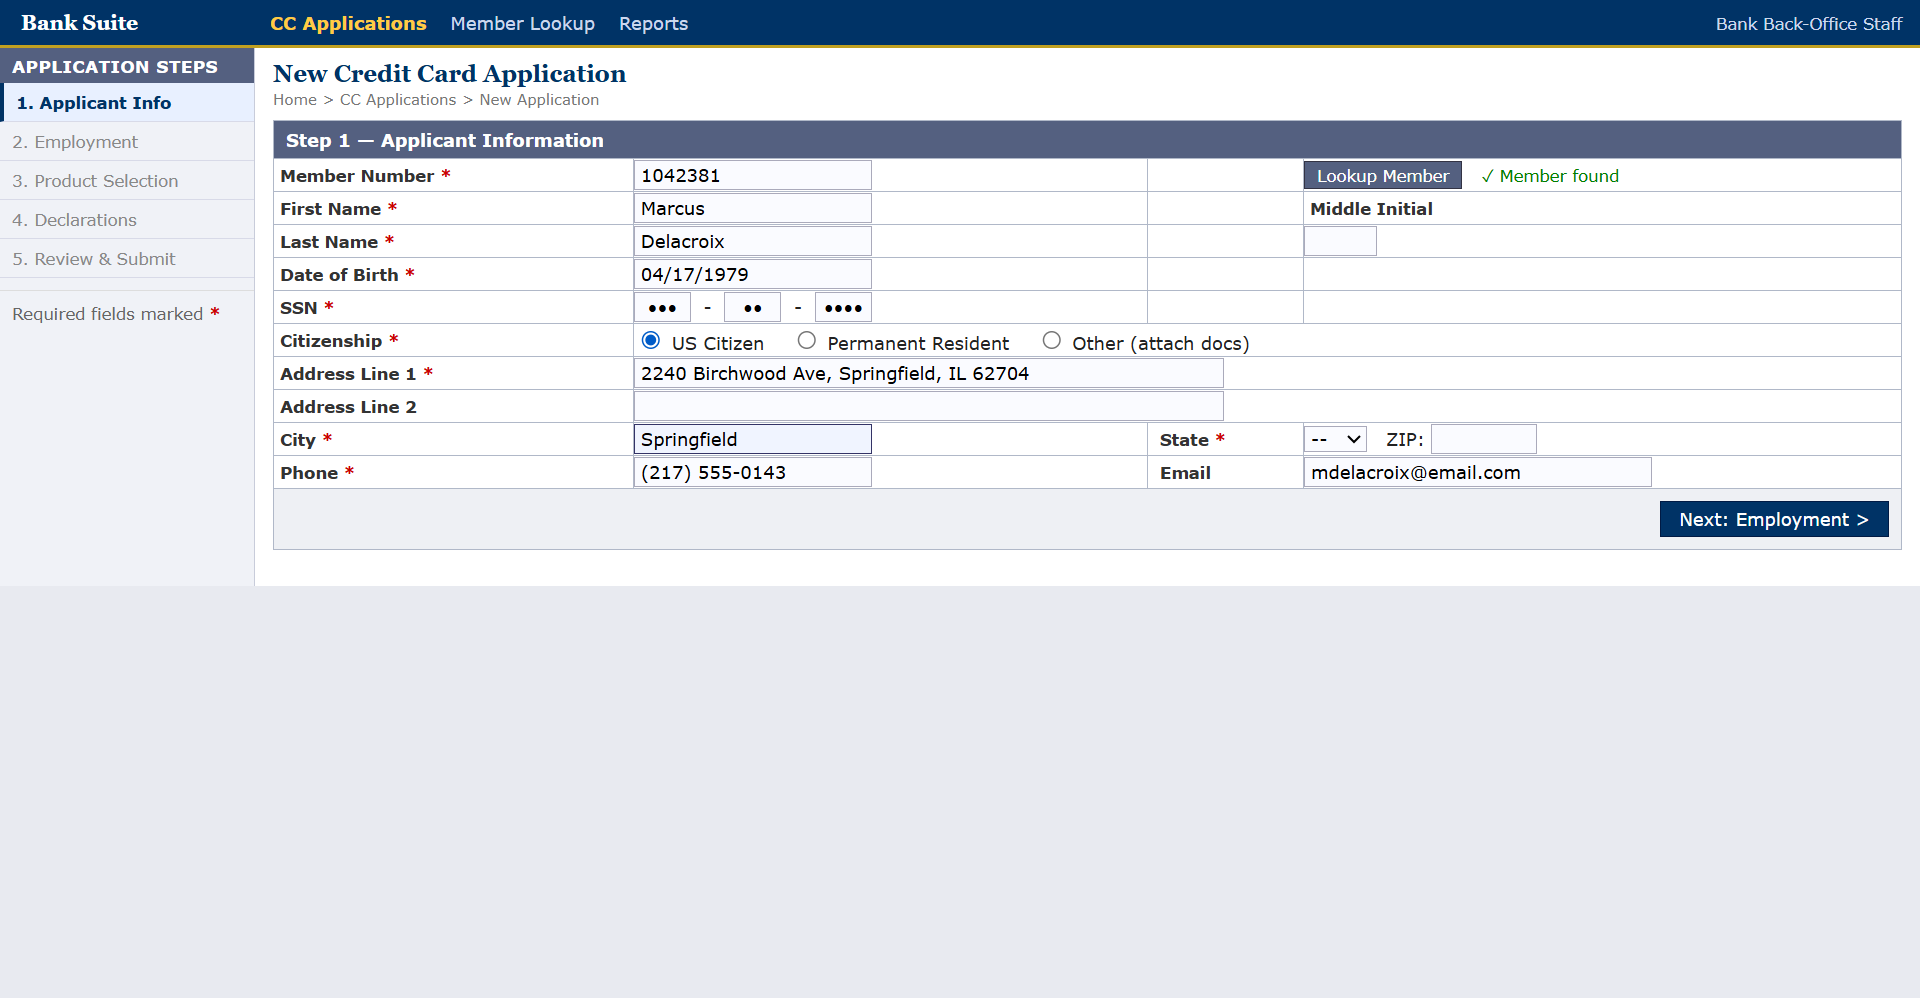 Bank Suite
CC Applications Member Lookup Reports
Bank Back-Office Staff
APPLICATION STEPS
1. Applicant Info
2. Employment
3. Product Selection
4. Declarations
5. Review & Submit
Required fields marked *
New Credit Card Application
Home > CC Applications > New Application
Step 1 — Applicant Information
Member Number * 1042381 Lookup Member ✓ Member found
First Name * Marcus Middle Initial
Last Name * Delacroix
Date of Birth * 04/17/1979
SSN * ••• - •• - ••••
Citizenship * US Citizen Permanent Resident Other (attach docs)
Address Line 1 * 2240 Birchwood Ave, Springfield, IL 62704
Address Line 2
City * Springfield State * -- ZIP:
Phone * (217) 555-0143 Email mdelacroix@email.com
Next: Employment >